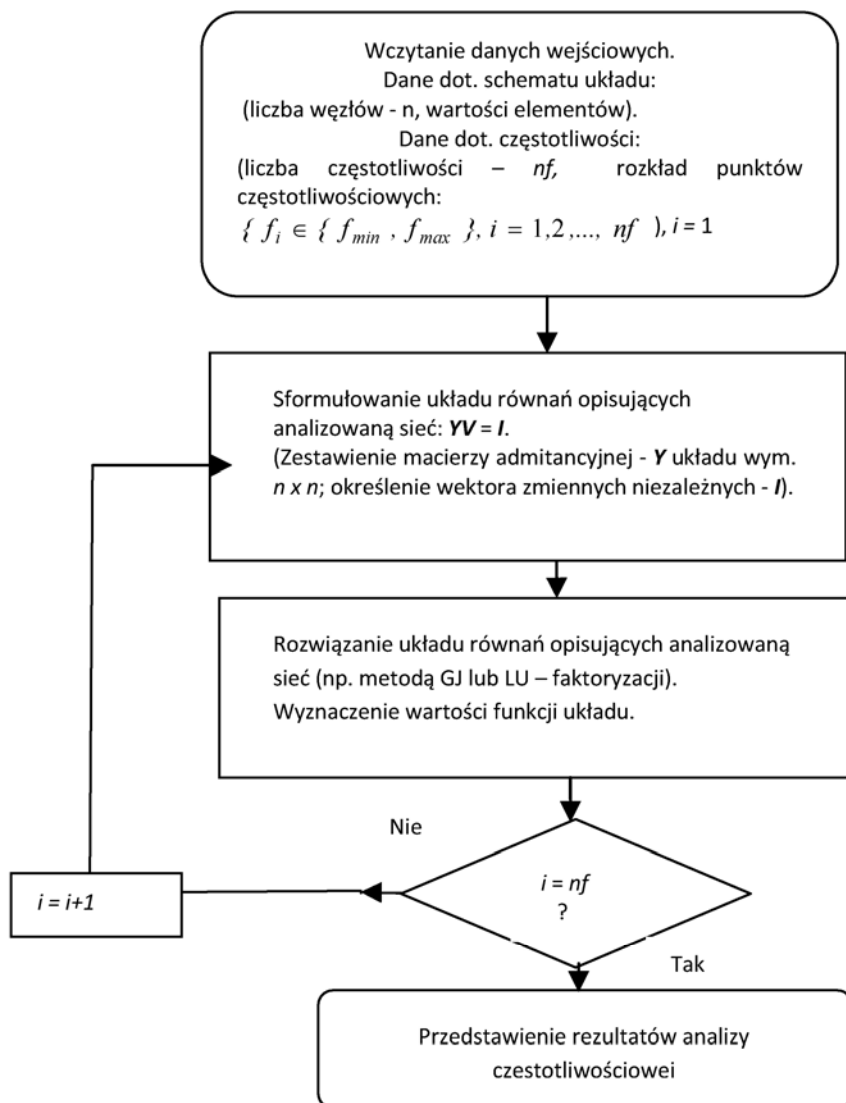 Wczytanie danych wejściowych.
Dane dot. schematu układu:
(liczba węzłów - n, wartości elementów).
Dane dot. częstotliwości:
(liczba częstotliwości – nf, rozkład punktów
częstotliwościowych:
{ f_i ∈ { f_min , f_max }, i = 1,2,..., nf ), i = 1
Sformułowanie układu równań opisujących
analizowaną sieć: YV = I.
(Zestawienie macierzy admitancyjnej - Y układu wym.
n x n; określenie wektora zmiennych niezależnych - I).
Rozwiązanie układu równań opisujących analizowaną
sieć (np. metodą GJ lub LU – faktoryzacji).
Wyznaczenie wartości funkcji układu.
Nie
i = i+1
i = nf
?
Tak
Przedstawienie rezultatów analizy
czestotliwościowei